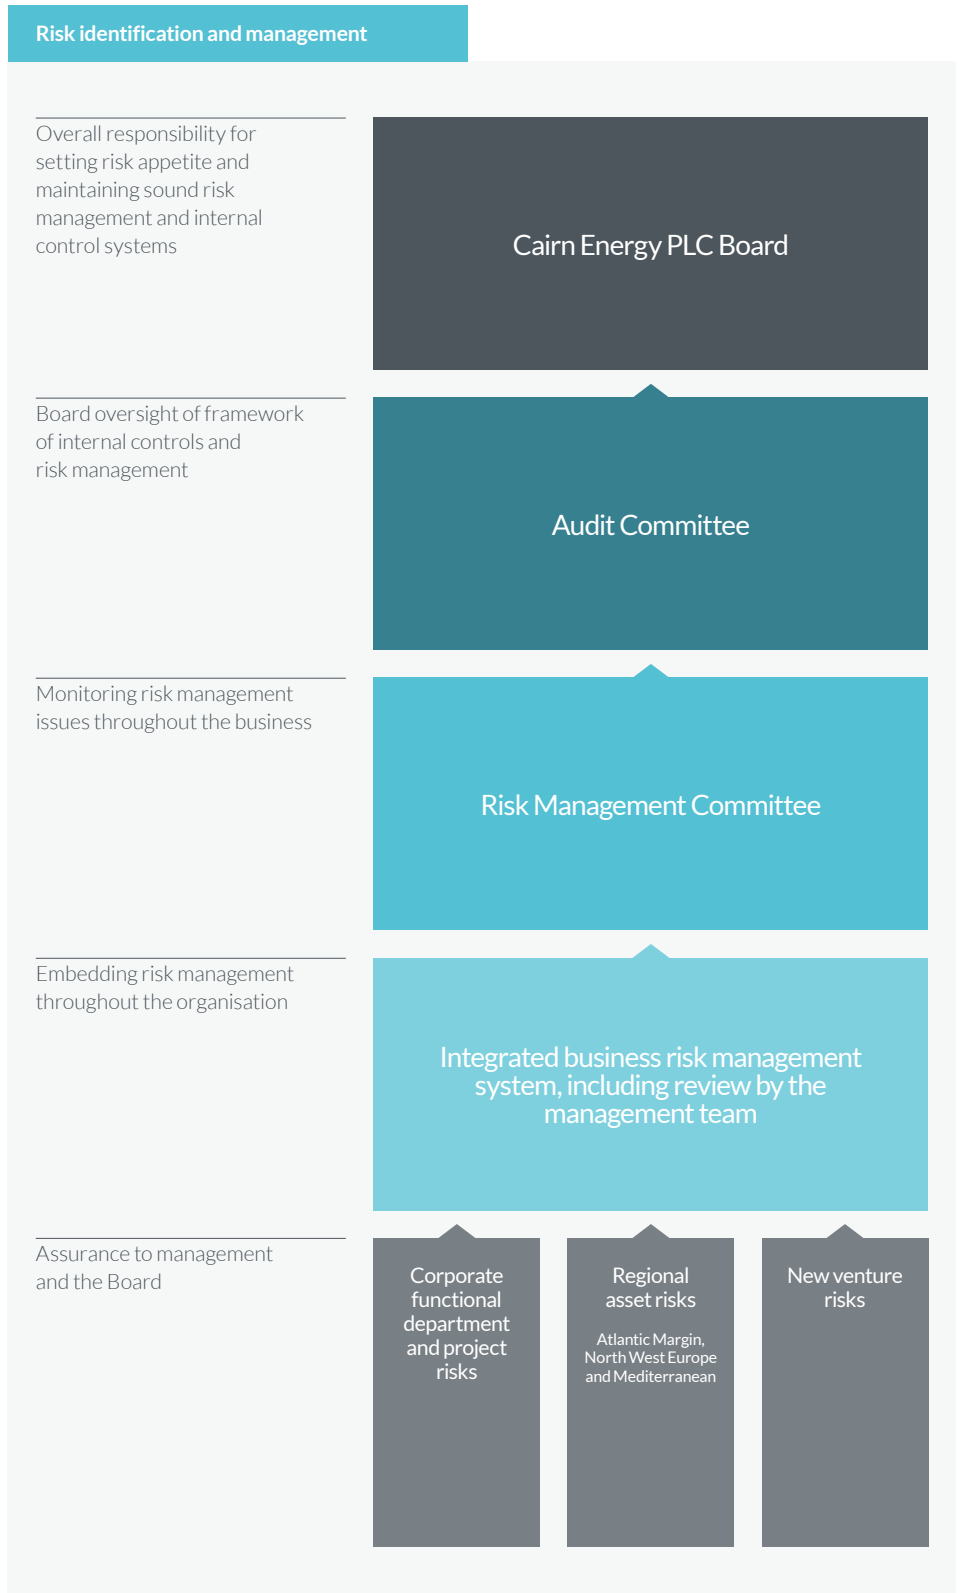 Risk identification and management
Overall responsibility for
setting risk appetite and
maintaining sound risk
management and internal
control systems
Cairn Energy PLC Board
Board oversight of framework
of internal controls and
risk management
Audit Committee
Monitoring risk management
issues throughout the business
Risk Management Committee
Embedding risk management
throughout the organisation
Integrated business risk management
system, including review by the
management team
Assurance to management
and the Board
Corporate
functional
department
and project
risks
Regional
asset risks
Atlantic Margin,
North West Europe
and Mediterranean
New venture
risks